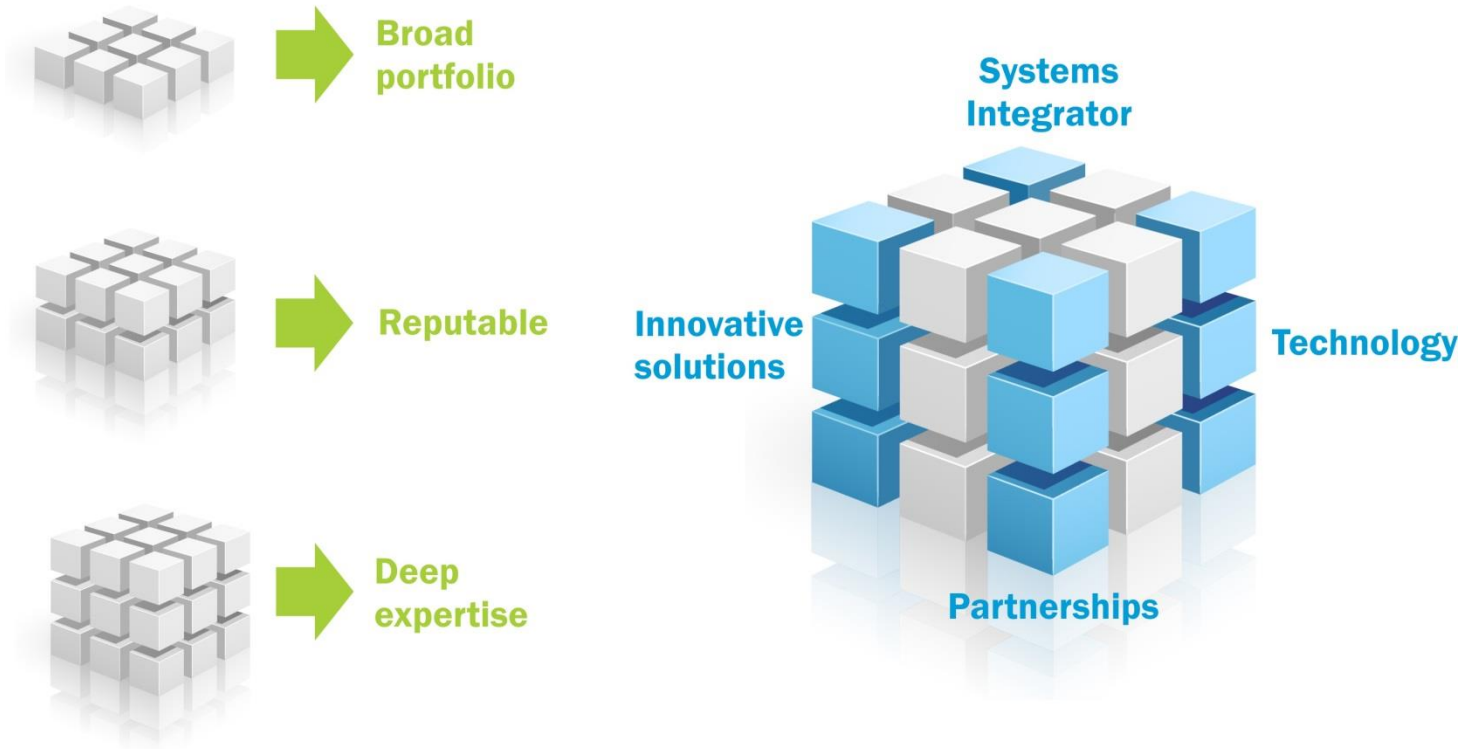 Broad
portfolio
Reputable
Deep
expertise
Systems
Integrator
Innovative
solutions
Technology
Partnerships